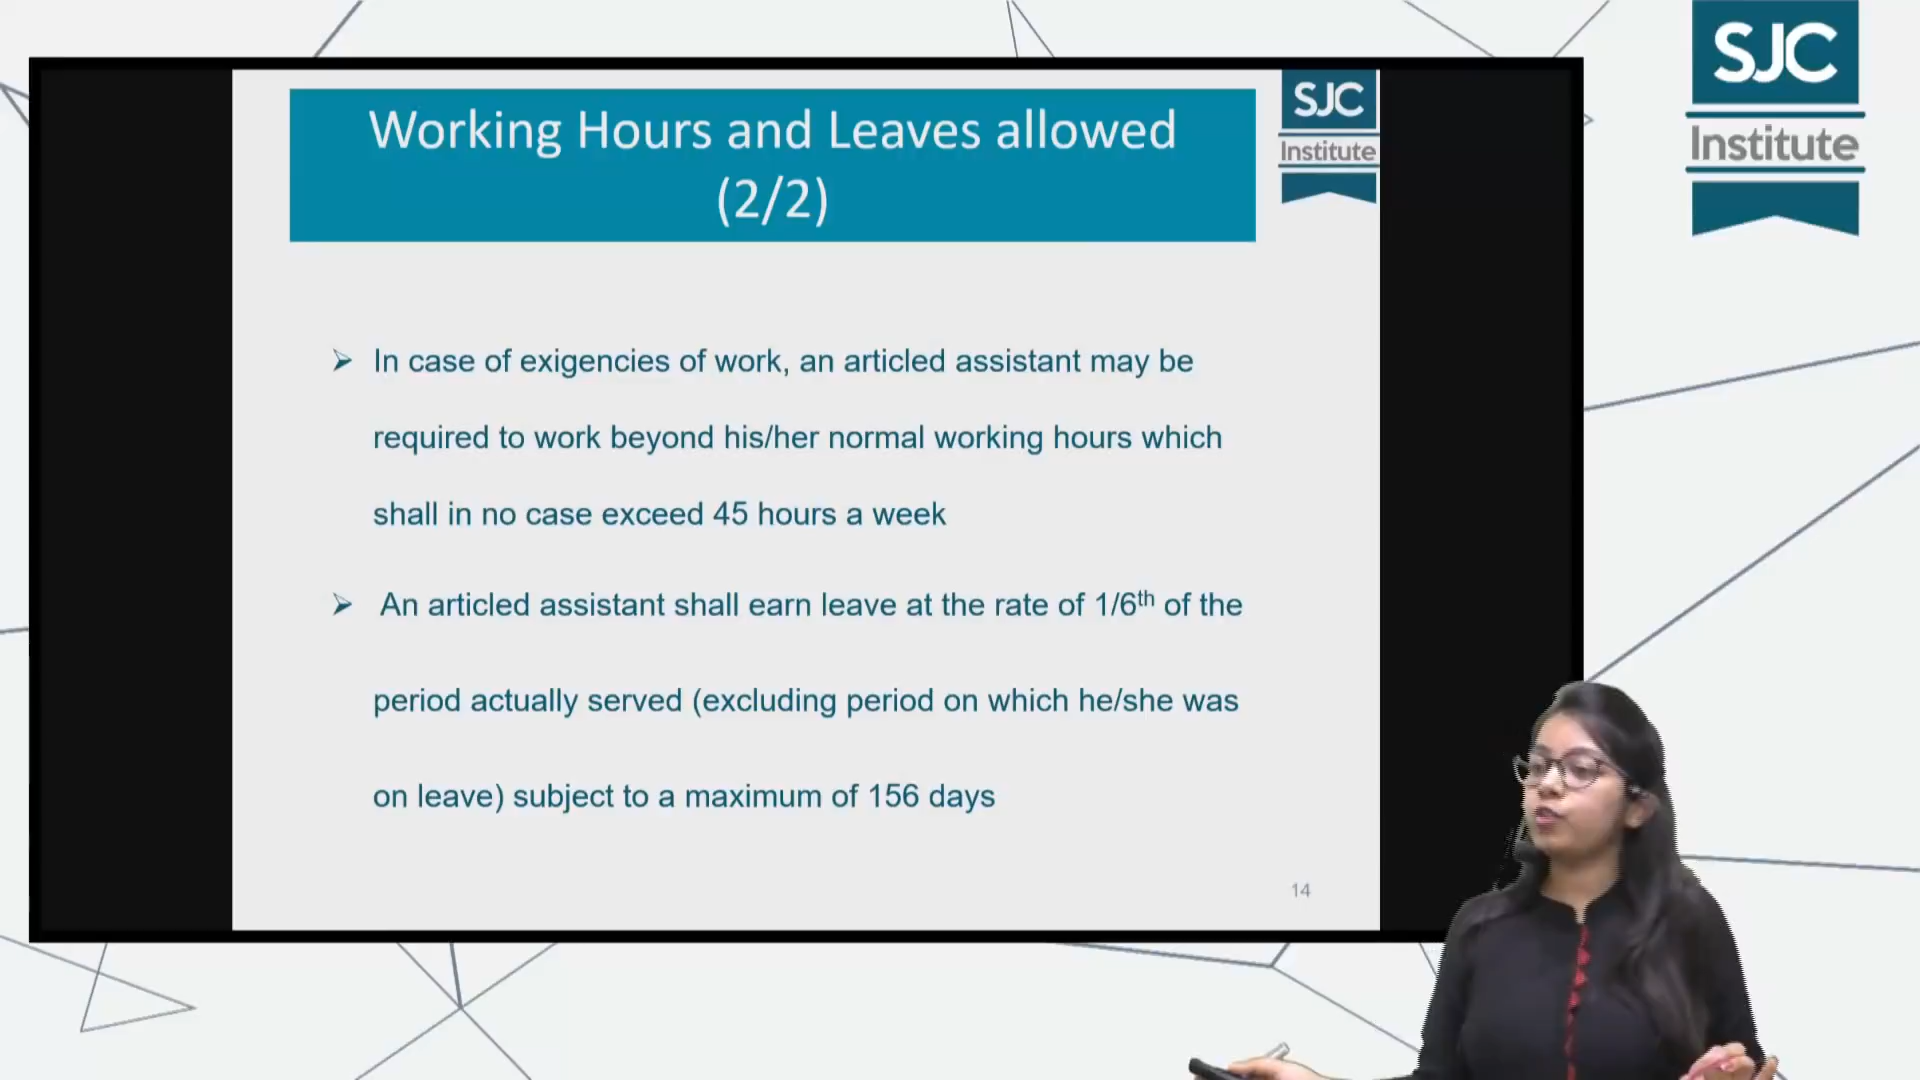 SJC
Institute
Working Hours and Leaves allowed
(2/2)
SJC
Institute
➢ In case of exigencies of work, an articled assistant may be
required to work beyond his/her normal working hours which
shall in no case exceed 45 hours a week
➢ An articled assistant shall earn leave at the rate of 1/6th of the
period actually served (excluding period on which he/she was
on leave) subject to a maximum of 156 days
14